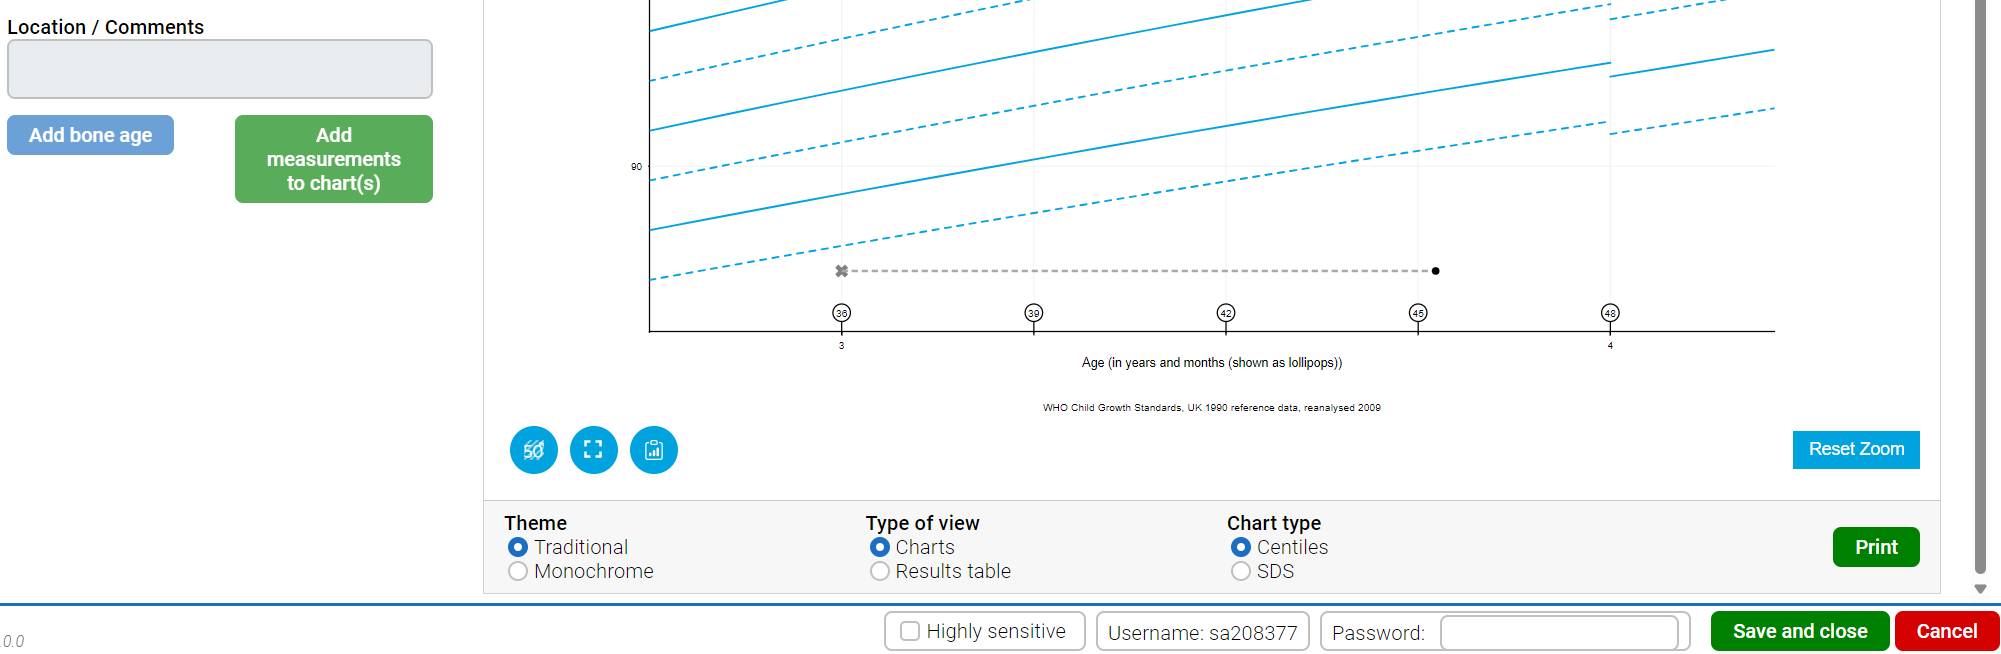 Location / Comments
Add bone age
Add
measurements
to chart(s)
90
36
39
42
45
48
3
4
Age (in years and months (shown as lollipops))
WHO Child Growth Standards, UK 1990 reference data, reanalysed 2009
50
Reset Zoom
Theme
Traditional
Monochrome
Type of view
Charts
Results table
Chart type
Centiles
SDS
Print
.0.0
Highly sensitive
Username: sa208377
Password:
Save and close
Cancel